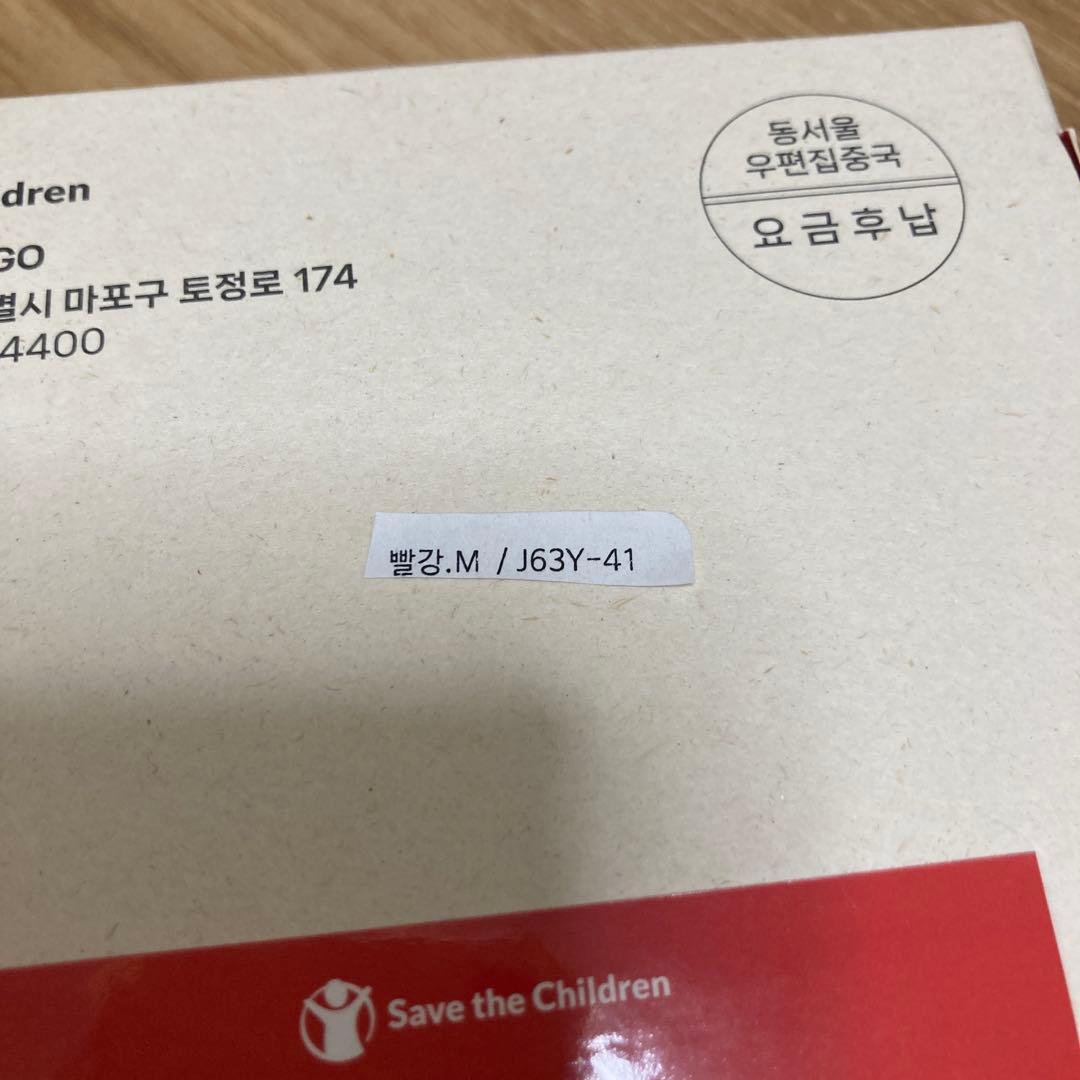 동서울
우편집중국
요금후납
dren
GO
별시 마포구 토정로 174
4400
빨강.M / J63Y-41
Save the Children